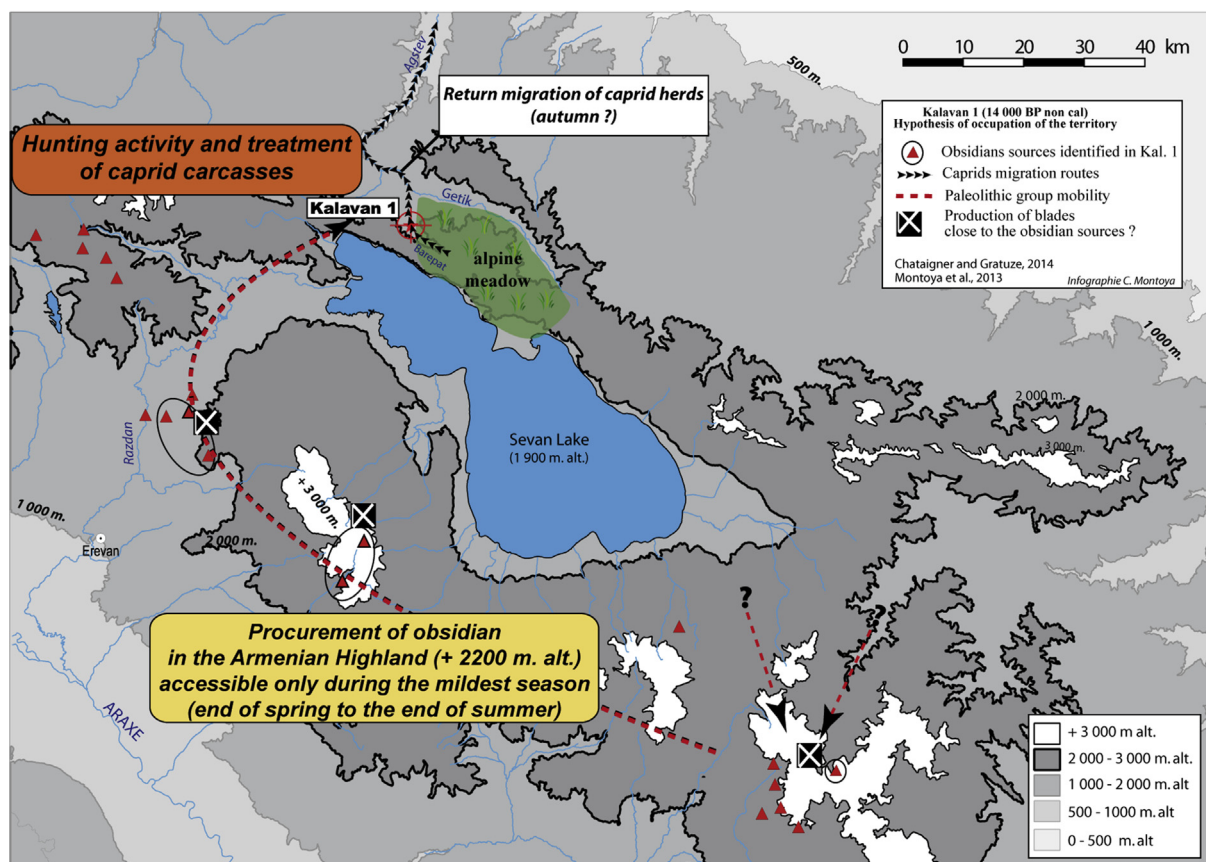 Agstev
500 m.
0 10 20 30 40 km
Return migration of caprid herds
(autumn ?)
Kalavan 1 (14 000 BP non cal)
Hypothesis of occupation of the territory
Obsidians sources identified in Kal. 1
Caprids migration routes
Paleolithic group mobility
Production of blades
close to the obsidian sources ?
Chataigner and Gratuze, 2014
Montoya et al., 2013
Infographie C. Montoya
Hunting activity and treatment
of caprid carcasses
Kalavan 1
Getik
Barepat
alpine
meadow
1 000 m.
2 000 m.
3 000 m.
Razdan
Sevan Lake
(1 900 m. alt.)
+ 3 000 m.
1 000 m.
2 000 m.
Erevan
?
?
Procurement of obsidian
in the Armenian Highland (+ 2200 m. alt.)
accessible only during the mildest season
(end of spring to the end of summer)
ARAXE
+ 3 000 m alt.
2 000 - 3 000 m. alt.
1 000 - 2 000 m. alt
500 - 1000 m. alt
0 - 500 m. alt